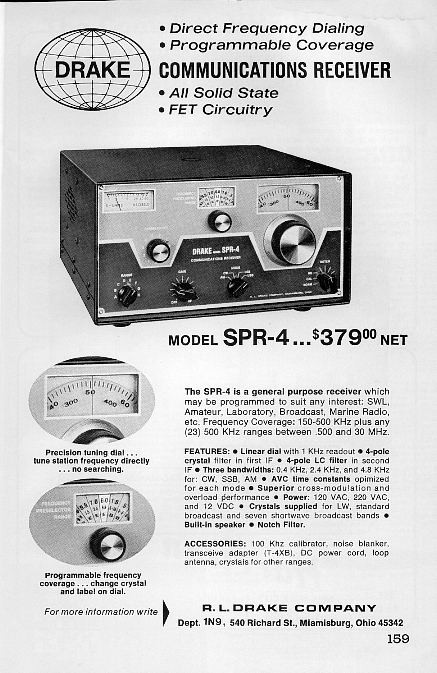 • Direct Frequency Dialing
• Programmable Coverage
DRAKE
COMMUNICATIONS RECEIVER
• All Solid State
• FET Circuitry
DRAKE SPR-4
COMMUNICATIONS RECEIVER
MODEL SPR-4...$379⁰⁰ NET
Precision tuning dial...
tune station frequency directly
...no searching.
FREQUENCY
PRESELECTOR
RANGE
Programmable frequency
coverage...change crystal
and label on dial.
The SPR-4 is a general purpose receiver which
may be programmed to suit any interest: SWL,
Amateur, Laboratory, Broadcast, Marine Radio,
etc. Frequency Coverage: 150-500 KHz plus any
(23) 500 KHz ranges between .500 and 30 MHz.
FEATURES: • Linear dial with 1 KHz readout • 4-pole
crystal filter in first IF • 4-pole LC filter in second
IF • Three bandwidths: 0.4 KHz, 2.4 KHz, and 4.8 KHz
for: CW, SSB, AM • AVC time constants opimized
for each mode • Superior cross-modulation and
overload performance • Power: 120 VAC, 220 VAC,
and 12 VDC • Crystals supplied for LW, standard
broadcast and seven shortwave broadcast bands •
Built-in speaker • Notch Filter.
ACCESSORIES: 100 Khz calibrator, noise blanker,
transceive adapter (T-4XB), DC power cord, loop
antenna, crystals for other ranges.
For more information write
R. L. DRAKE COMPANY
Dept. 1N9, 540 Richard St., Miamisburg, Ohio 45342
159